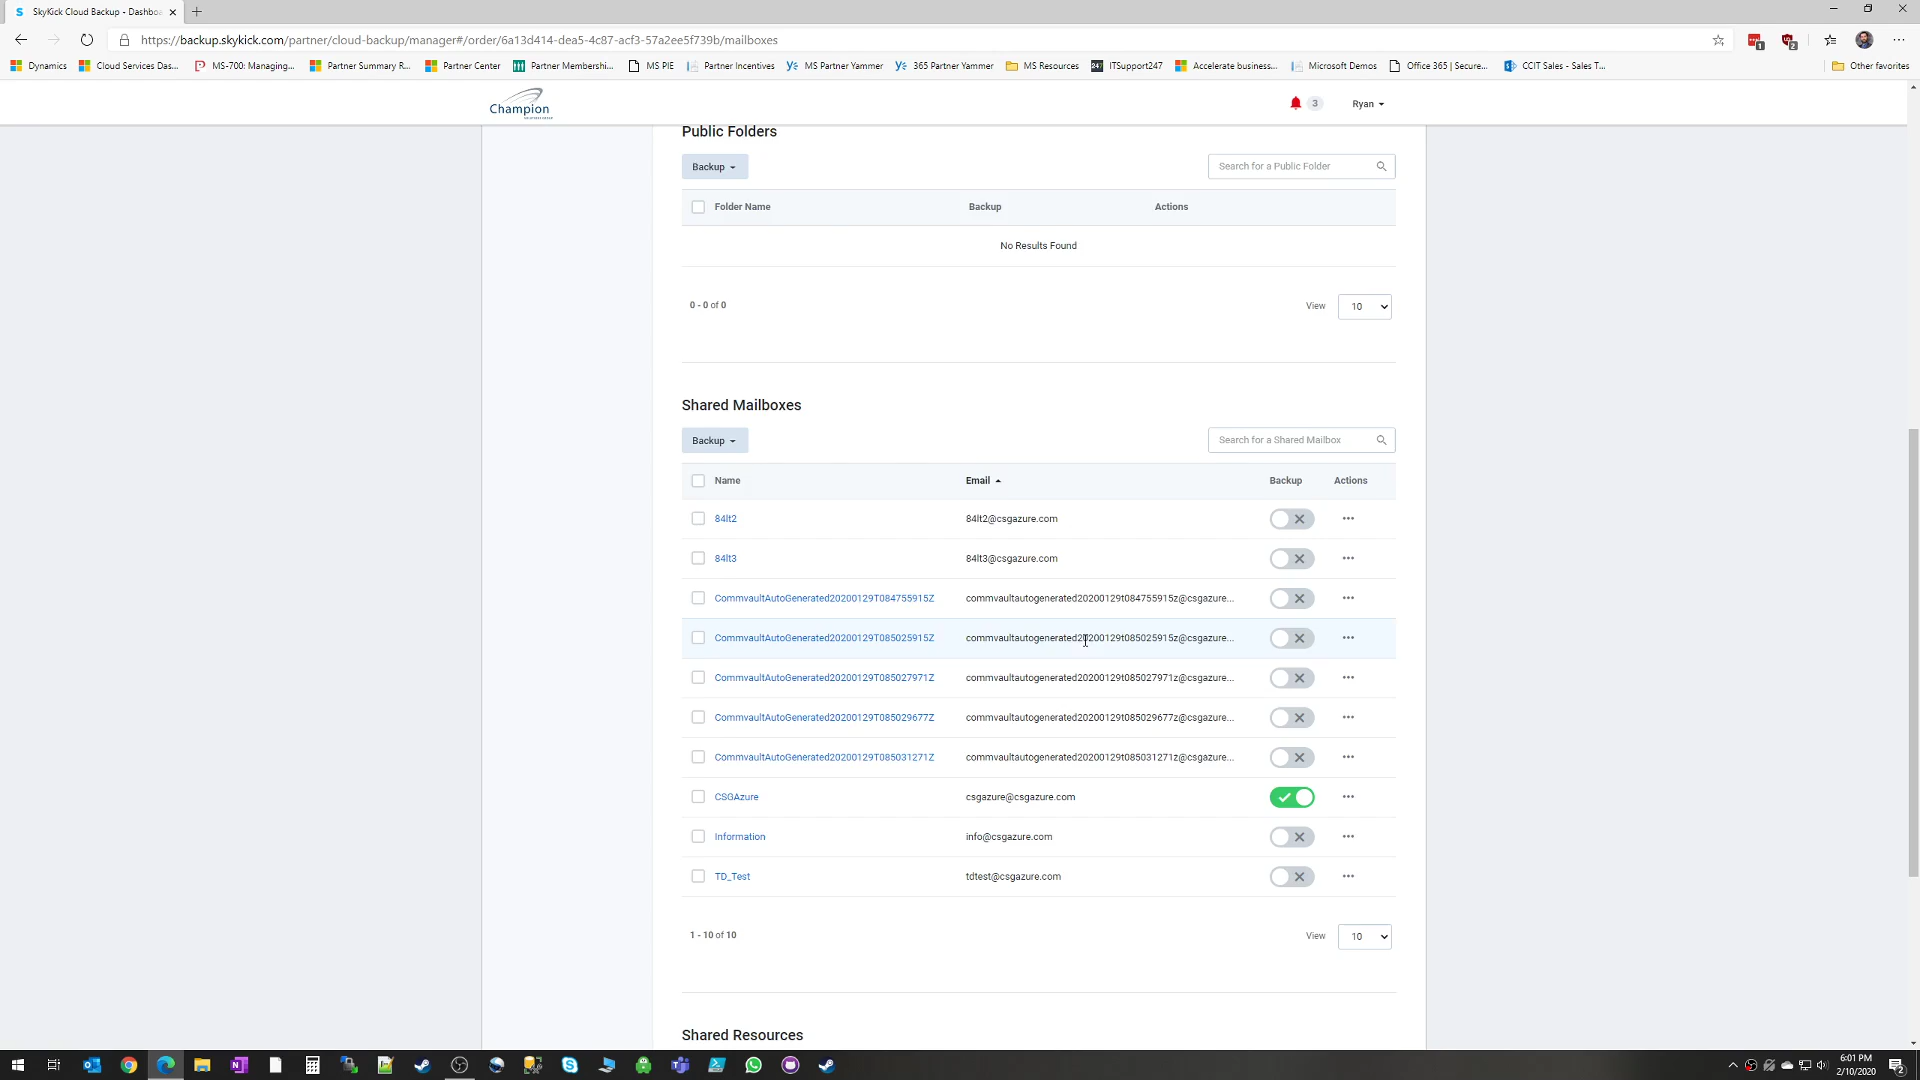 SkyKick Cloud Backup - Dashboa
https://backup.skykick.com/partner/cloud-backup/manager#/order/6a13d414-dea5-4c87-acf3-57a2ee5f739b/mailboxes
1
2
Dynamics
Cloud Services Das...
MS-700: Managing...
Partner Summary R...
Partner Center
Partner Membershi...
MS PIE
Partner Incentives
MS Partner Yammer
365 Partner Yammer
MS Resources
ITSupport247
Accelerate business...
Microsoft Demos
Office 365 | Secure...
CCIT Sales - Sales T...
Other favorites
Champion
3
Ryan
Public Folders
Backup
Search for a Public Folder
Folder Name
Backup
Actions
No Results Found
0 - 0 of 0
View
10
Shared Mailboxes
Backup
Search for a Shared Mailbox
Name
Email
Backup
Actions
84lt2
84lt2@csgazure.com
84lt3
84lt3@csgazure.com
CommvaultAutoGenerated20200129T084755915Z
commvaultautogenerated20200129t084755915z@csgazure...
CommvaultAutoGenerated20200129T085025915Z
commvaultautogenerated20200129t085025915z@csgazure...
CommvaultAutoGenerated20200129T085027971Z
commvaultautogenerated20200129t085027971z@csgazure...
CommvaultAutoGenerated20200129T085029677Z
commvaultautogenerated20200129t085029677z@csgazure...
CommvaultAutoGenerated20200129T085031271Z
commvaultautogenerated20200129t085031271z@csgazure...
CSGAzure
csgazure@csgazure.com
Information
info@csgazure.com
TD_Test
tdtest@csgazure.com
1 - 10 of 10
View
10
Shared Resources
6:01 PM
2/10/2020
2